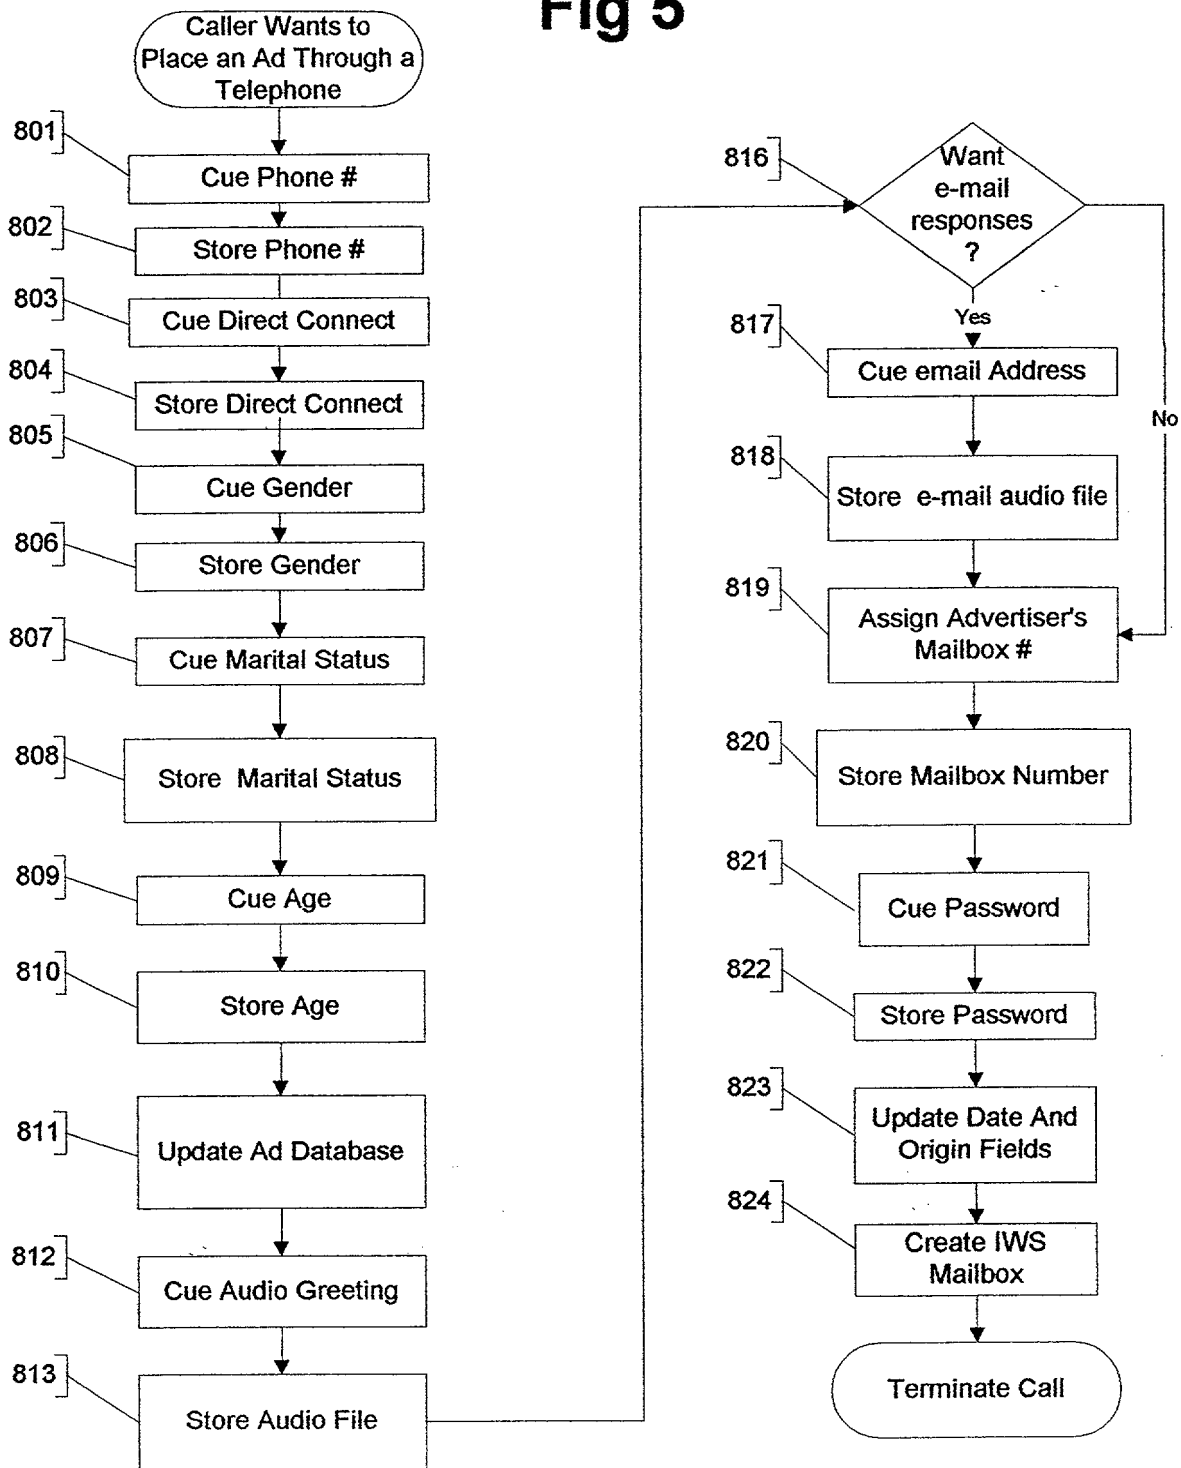 Fig 5
Caller Wants to
Place an Ad Through a
Telephone
801
Cue Phone #
802
Store Phone #
803
Cue Direct Connect
804
Store Direct Connect
805
Cue Gender
806
Store Gender
807
Cue Marital Status
808
Store Marital Status
809
Cue Age
810
Store Age
811
Update Ad Database
812
Cue Audio Greeting
813
Store Audio File
816
Want
e-mail
responses
?
Yes
No
817
Cue email Address
818
Store e-mail audio file
819
Assign Advertiser's
Mailbox #
820
Store Mailbox Number
821
Cue Password
822
Store Password
823
Update Date And
Origin Fields
824
Create IWS
Mailbox
Terminate Call